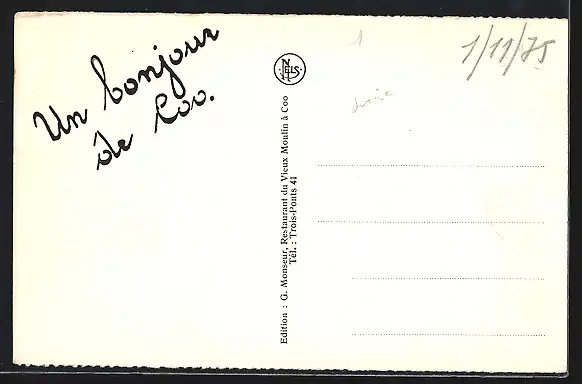 Un bonjour
de Coo.
NELS
1
1/11/75
Edition : G. Monseur, Restaurant du Vieux Moulin à Coo
Tél. : Trois-Ponts 41